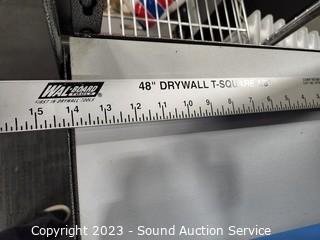 WAL-BOARD
TOOLS
FIRST IN DRYWALL TOOLS
48" DRYWALL T-SQUARE
15 14 13 12 11 10 9 8 7 6 5
Copyright 2023 - Sound Auction Service